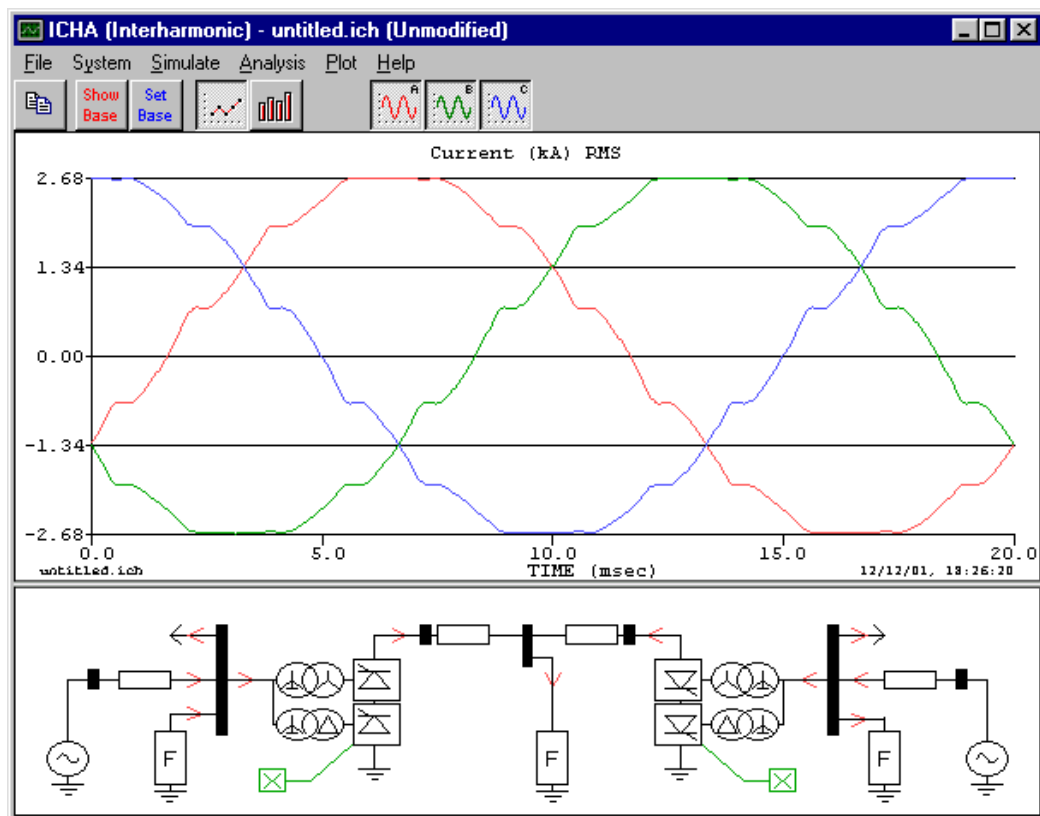 ICHA (Interharmonic) - untitled.ich (Unmodified)
File System Simulate Analysis Plot Help
Show Base
Set Base
A
B
C
Current (kA) RMS
2.68
1.34
0.00
-1.34
-2.68
0.0 5.0 10.0 15.0 20.0
untitled.ich TIME (msec) 12/12/01, 18:26:20
F
F
F